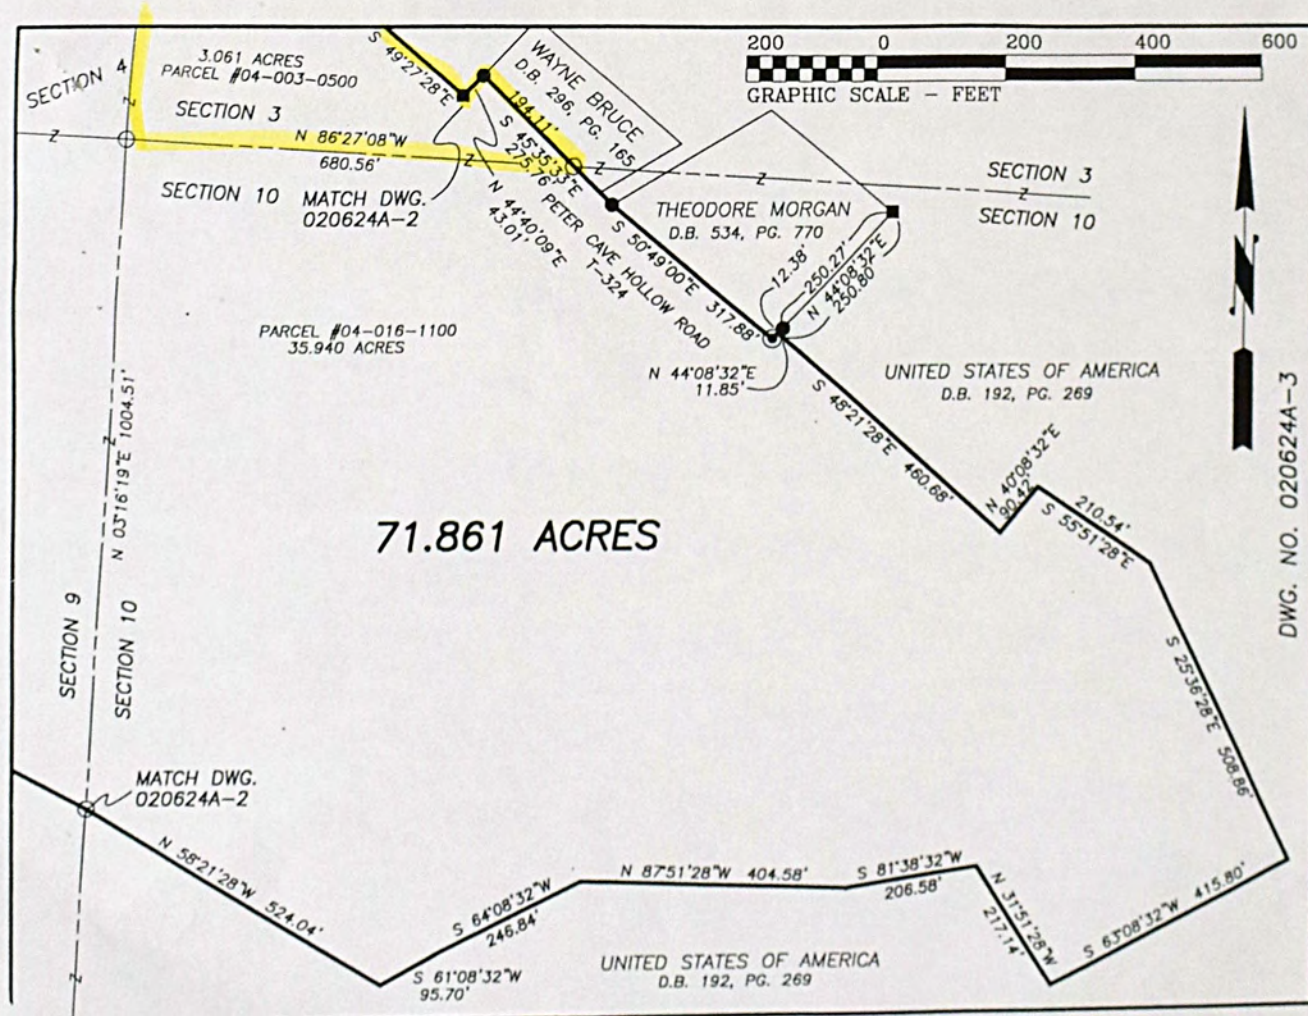 200 0 200 400 600
GRAPHIC SCALE – FEET
SECTION 4
3.061 ACRES
PARCEL #04-003-0500
SECTION 3
S 49°27'28"E
WAYNE BRUCE
D.B. 296, PG. 165
194.11'
S 45°35'33"E
275.76'
N 86°27'08"W
680.56'
SECTION 10
MATCH DWG.
020624A-2
N 44°40'09"E
43.01'
PETER CAVE HOLLOW ROAD
T-324
SECTION 3
SECTION 10
THEODORE MORGAN
D.B. 534, PG. 770
S 50°49'00"E 317.88'
12.38'
250.27'
N 44°08'32"E
250.80'
PARCEL #04-016-1100
35.940 ACRES
N 44°08'32"E
11.85'
UNITED STATES OF AMERICA
D.B. 192, PG. 269
S 48°21'28"E 460.68'
N 40°08'32"E
90.42'
210.54'
S 55°51'28"E
DWG. NO. 020624A-3
N 03°16'19"E 1004.51'
71.861 ACRES
SECTION 9
SECTION 10
S 25°36'28"E 508.86'
MATCH DWG.
020624A-2
N 58°21'28"W 524.04'
S 64°08'32"W
246.84'
S 61°08'32"W
95.70'
N 87°51'28"W 404.58'
S 81°38'32"W
206.58'
N 31°51'28"W
217.14'
S 63°08'32"W 415.80'
UNITED STATES OF AMERICA
D.B. 192, PG. 269